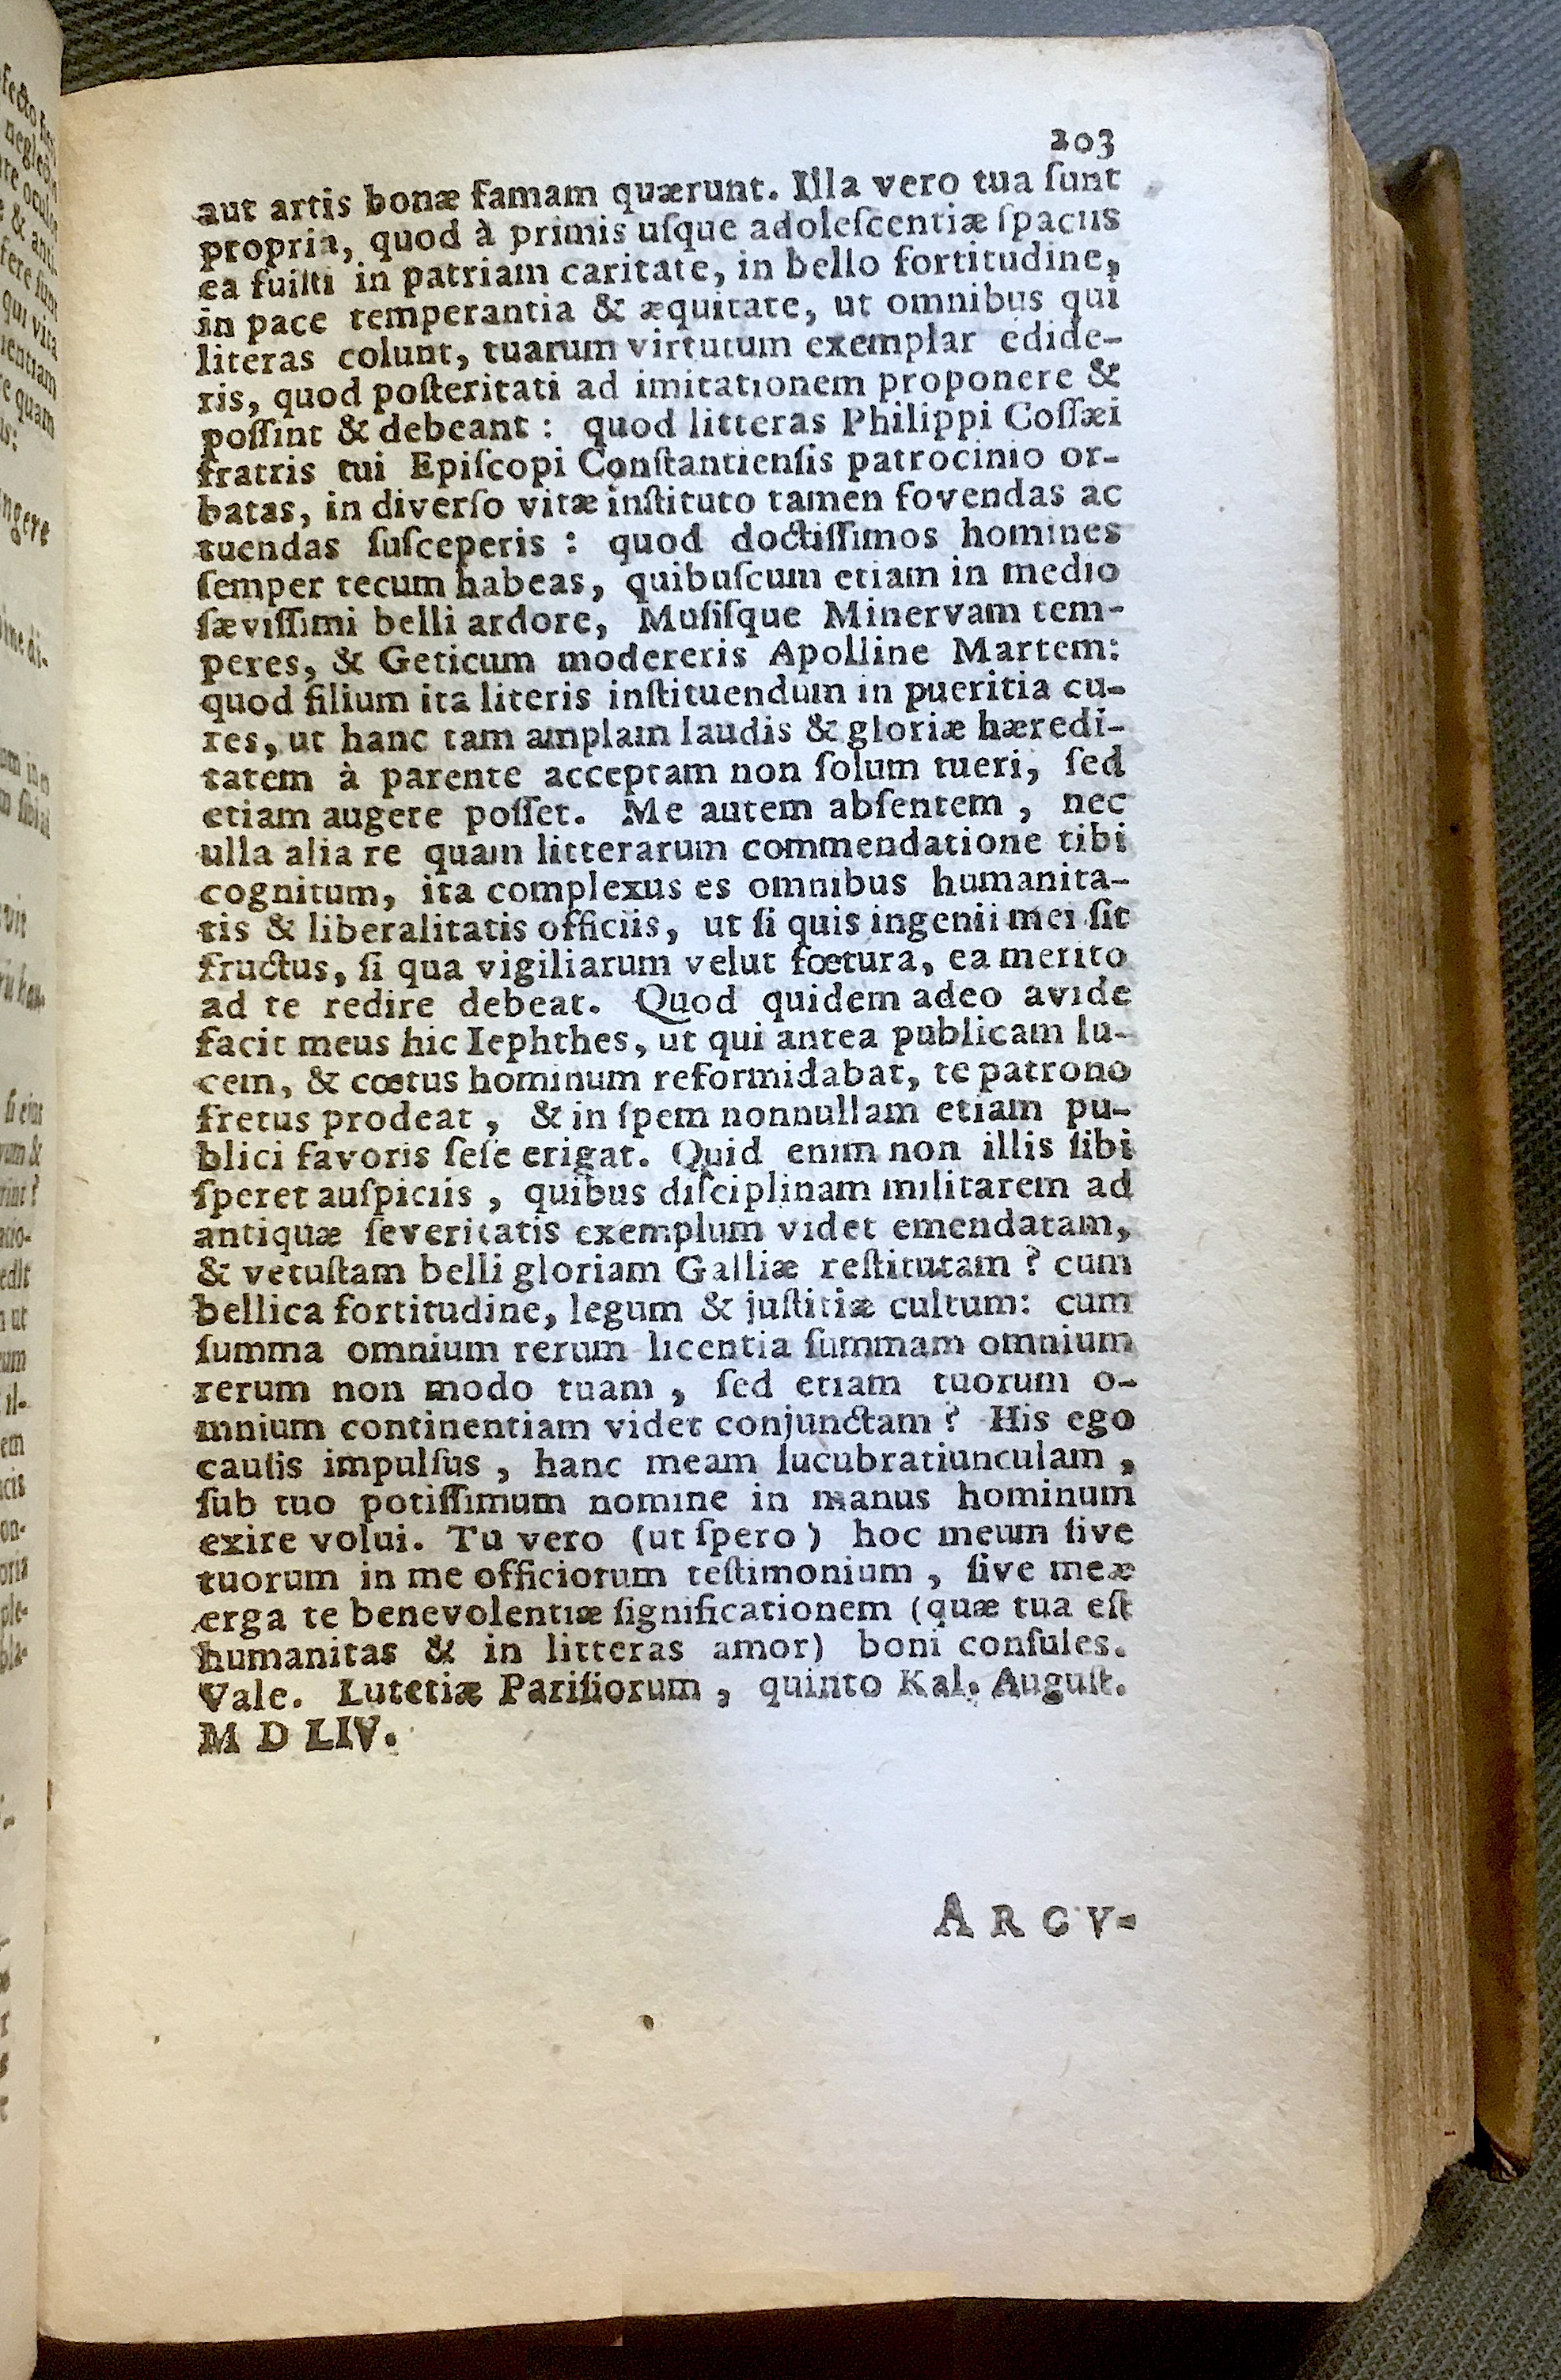 203
aut artis bonæ famam quærunt. Illa vero tua ſunt
propria, quod à primis uſque adoleſcentiæ ſpaciis
ea fuiſti in patriam caritate, in bello fortitudine,
in pace temperantia & æquitate, ut omnibus qui
literas colunt, tuarum virtutum exemplar edide-
ris, quod poſteritati ad imitationem proponere &
poſſint & debeant: quod litteras Philippi Coſſæi
fratris tui Epiſcopi Conſtantienſis patrocinio or-
batas, in diverſo vitæ inſtituto tamen fovendas ac
tuendas ſuſceperis: quod doctiſſimos homines
ſemper tecum habeas, quibuſcum etiam in medio
ſæviſſimi belli ardore, Muſiſque Minervam tem-
peres, & Geticum modereris Apolline Martem:
quod filium ita literis inſtituendum in pueritia cu-
res, ut hanc tam amplam laudis & gloriæ hæredi-
tatem à parente acceptam non ſolum tueri, ſed
etiam augere poſſet. Me autem abſentem, nec
ulla alia re quam litterarum commendatione tibi
cognitum, ita complexus es omnibus humanita-
tis & liberalitatis officiis, ut ſi quis ingenii mei ſit
fructus, ſi qua vigiliarum velut fœtura, ea merito
ad te redire debeat. Quod quidem adeo avide
facit meus hic Iephthes, ut qui antea publicam lu-
cem, & cœtus hominum reformidabat, te patrono
fretus prodeat, & in ſpem nonnullam etiam pu-
blici favoris ſeſe erigat. Quid enim non illis ſibi
ſperet auſpiciis, quibus diſciplinam militarem ad
antiquæ ſeveritatis exemplum videt emendatam,
& vetuſtam belli gloriam Galliæ reſtitutam? cum
bellica fortitudine, legum & juſtitiæ cultum: cum
ſumma omnium rerum licentia ſummam omnium
rerum non modo tuam, ſed etiam tuorum o-
mnium continentiam videt conjunctam? His ego
cauſis impulſus, hanc meam lucubratiunculam,
ſub tuo potiſſimum nomine in manus hominum
exire volui. Tu vero (ut ſpero) hoc meum ſive
tuorum in me officiorum teſtimonium, ſive meæ
erga te benevolentiæ ſignificationem (quæ tua eſt
humanitas & in litteras amor) boni conſules.
Vale. Lutetiæ Pariſiorum, quinto Kal. Auguſt.
M D LIV.
ARGV-